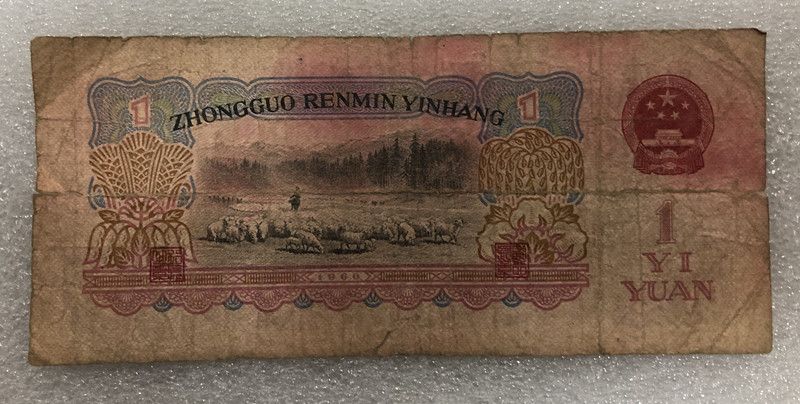 1
1
ZHONGGUO RENMIN YINHANG
1
YI
YUAN
1960